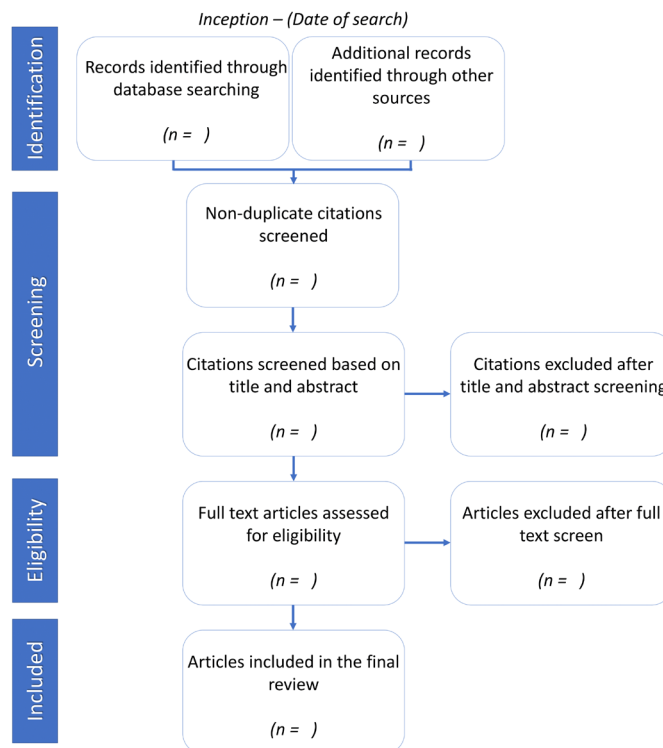 Inception – (Date of search)
Identification
Records identified through
database searching
(n =   )
Additional records
identified through other
sources
(n =   )
Screening
Non-duplicate citations
screened
(n =   )
Citations screened based on
title and abstract
(n =   )
Citations excluded after
title and abstract screening
(n =   )
Eligibility
Full text articles assessed
for eligibility
(n =   )
Articles excluded after full
text screen
(n =   )
Included
Articles included in the final
review
(n =   )